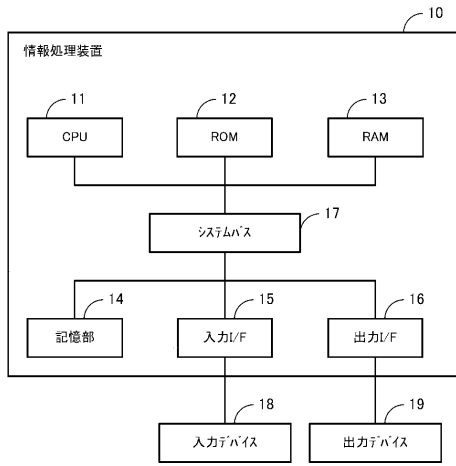 10
情報処理装置
11
12
13
CPU
ROM
RAM
17
システムバス
14
15
16
記憶部
入力I/F
出力I/F
18
19
入力デバイス
出力デバイス